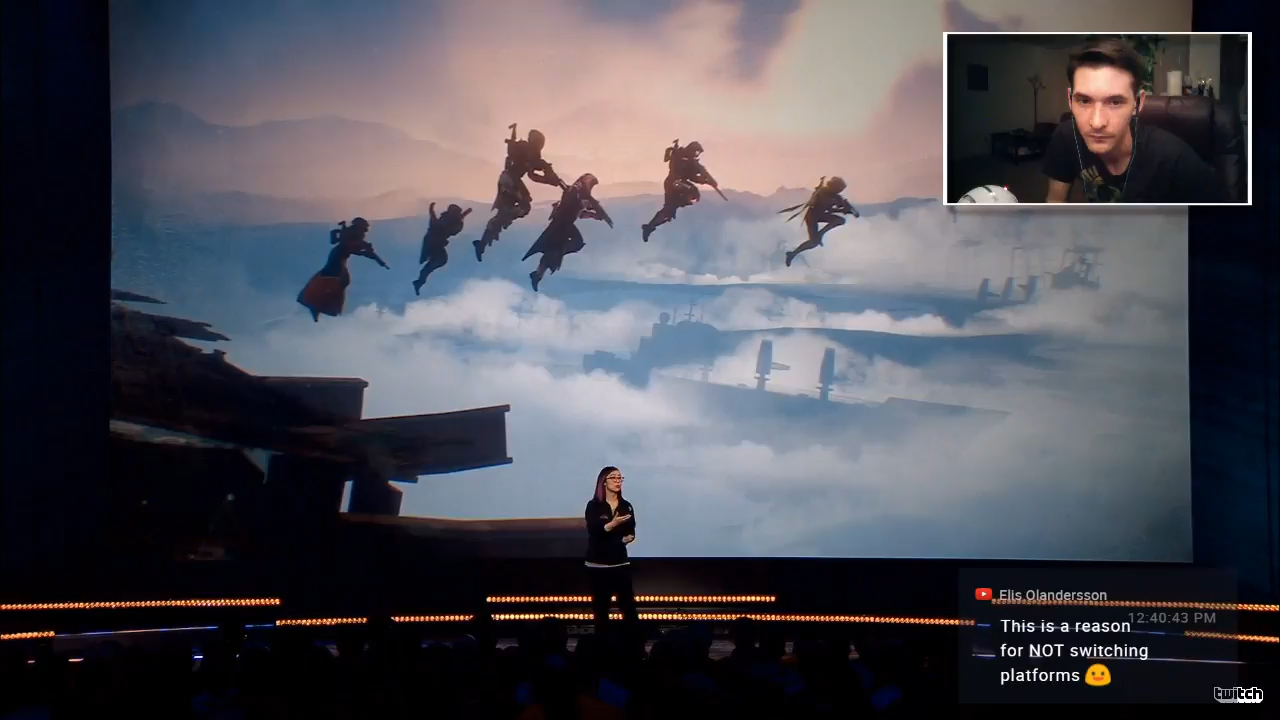 Elis Olandersson
12:40:43 PM
This is a reason
for NOT switching
platforms
twitch